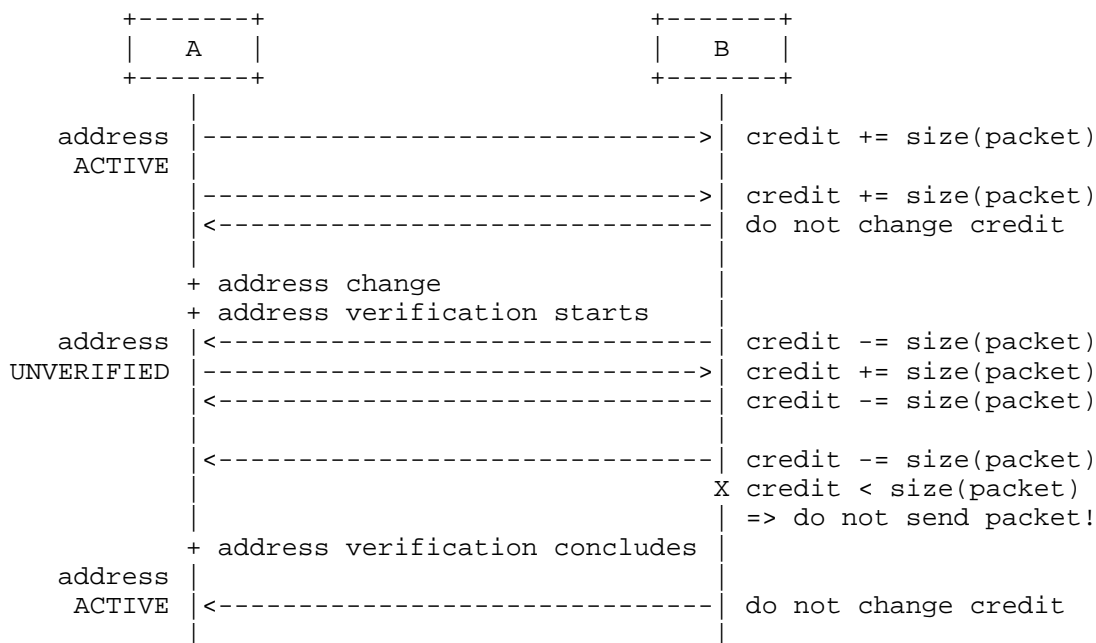 +-------+                        +-------+
|   A   |                        |   B   |
+-------+                        +-------+
|                                |
address |------------------------------->| credit += size(packet)
ACTIVE |                                |
|------------------------------->| credit += size(packet)
|<-------------------------------| do not change credit
|                                |
+ address change                 |
+ address verification starts    |
address |<-------------------------------| credit -= size(packet)
UNVERIFIED |------------------------------->| credit += size(packet)
|<-------------------------------| credit -= size(packet)
|                                |
|<-------------------------------| credit -= size(packet)
|                                X credit < size(packet)
|                                | => do not send packet!
+ address verification concludes |
address |                                |
ACTIVE |<-------------------------------| do not change credit
|                                |